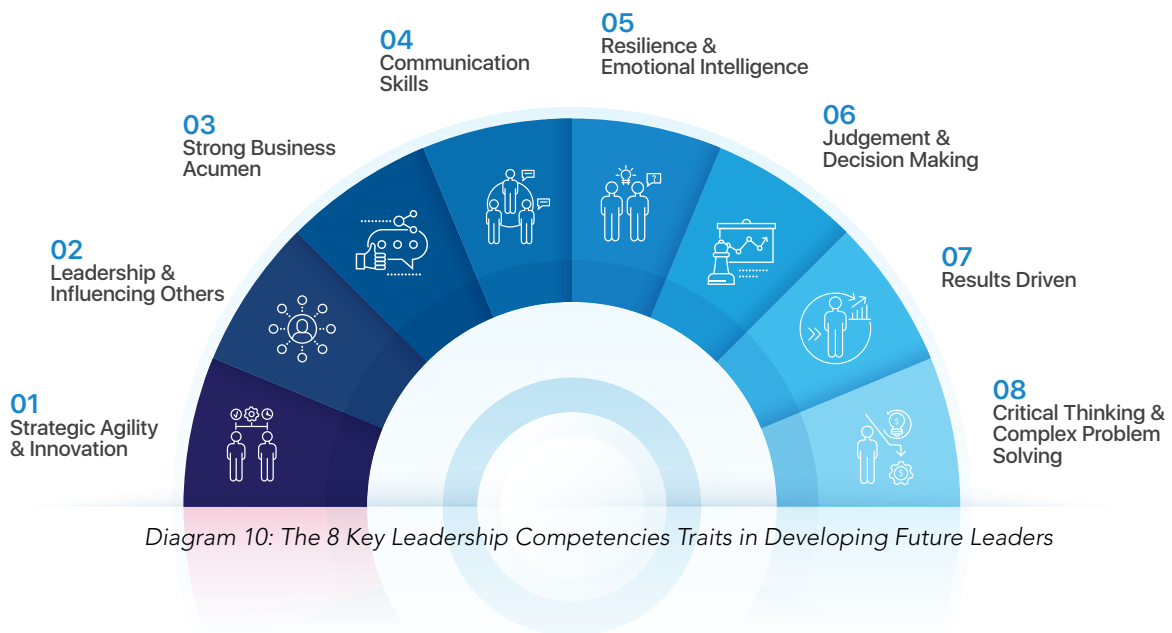 01
Strategic Agility
& Innovation
02
Leadership &
Influencing Others
03
Strong Business
Acumen
04
Communication
Skills
05
Resilience &
Emotional Intelligence
06
Judgement &
Decision Making
07
Results Driven
08
Critical Thinking &
Complex Problem
Solving
Diagram 10: The 8 Key Leadership Competencies Traits in Developing Future Leaders